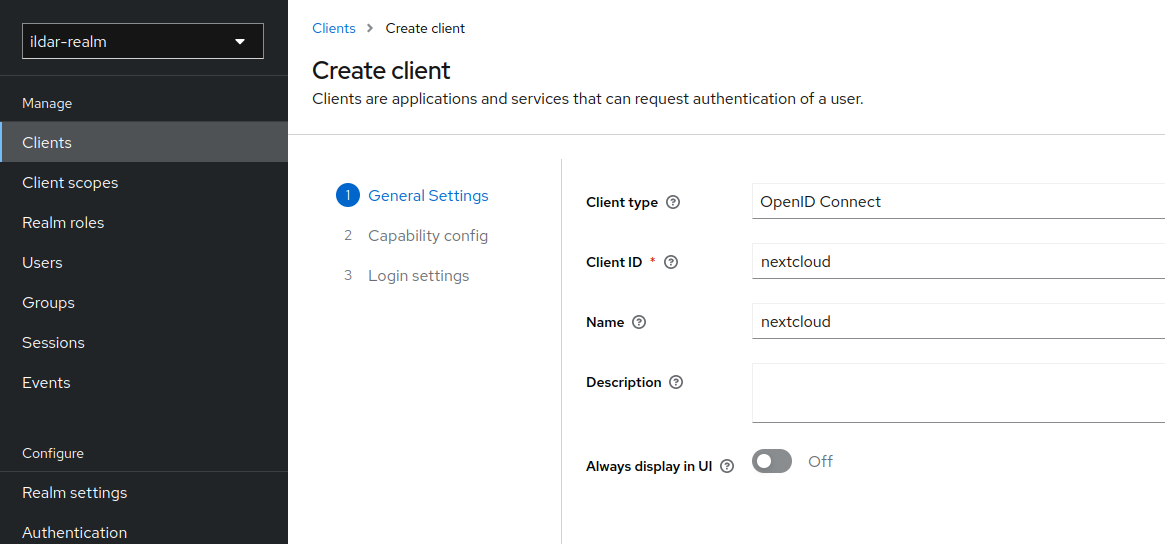 ildar-realm
Manage
Clients
Client scopes
Realm roles
Users
Groups
Sessions
Events
Configure
Realm settings
Authentication
Clients > Create client
Create client
Clients are applications and services that can request authentication of a user.
1 General Settings
2 Capability config
3 Login settings
Client type ? OpenID Connect
Client ID * ? nextcloud
Name ? nextcloud
Description ?
Always display in UI ? Off